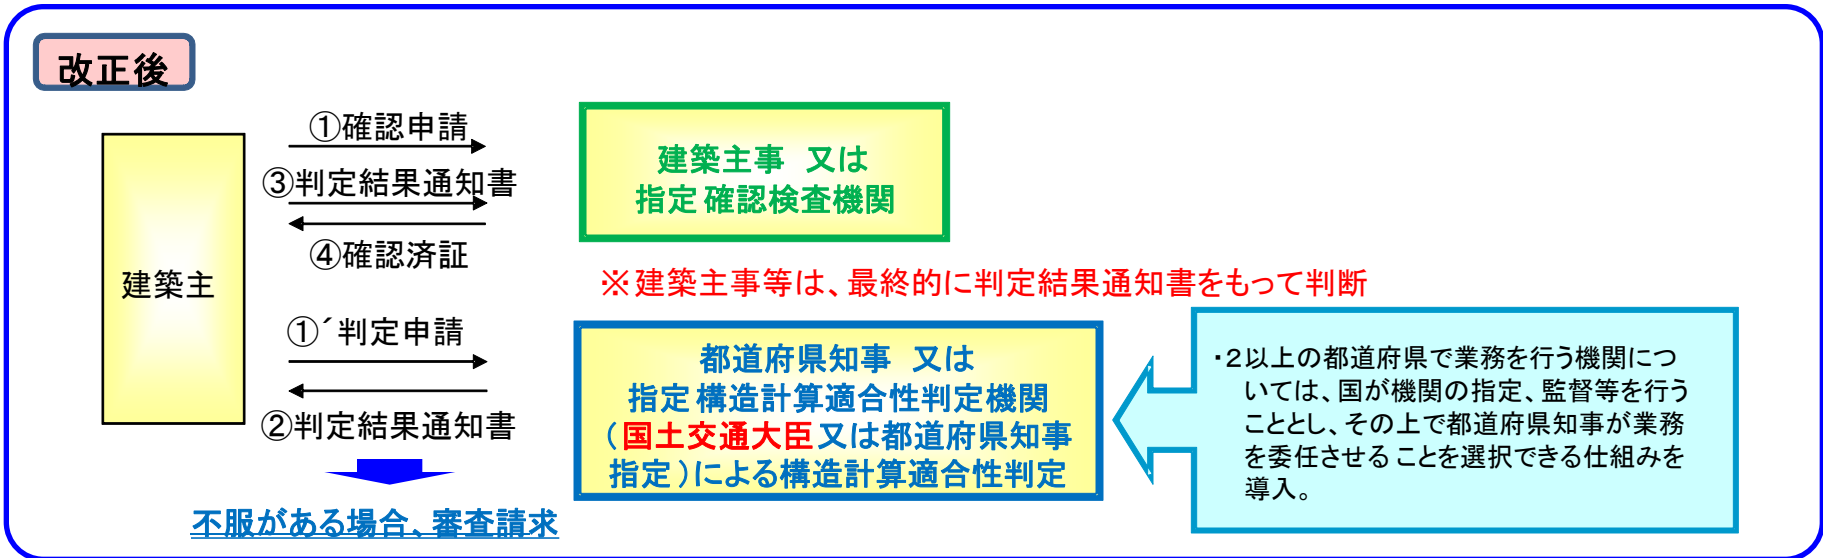 改正後
建築主
①確認申請
③判定結果通知書
④確認済証
建築主事 又は
指定確認検査機関
※建築主事等は、最終的に判定結果通知書をもって判断
①´判定申請
②判定結果通知書
不服がある場合、審査請求
都道府県知事 又は
指定構造計算適合性判定機関
（国土交通大臣又は都道府県知事
指定）による構造計算適合性判定
・２以上の都道府県で業務を行う機関につ
いては、国が機関の指定、監督等を行う
こととし、その上で都道府県知事が業務
を委任させることを選択できる仕組みを
導入。